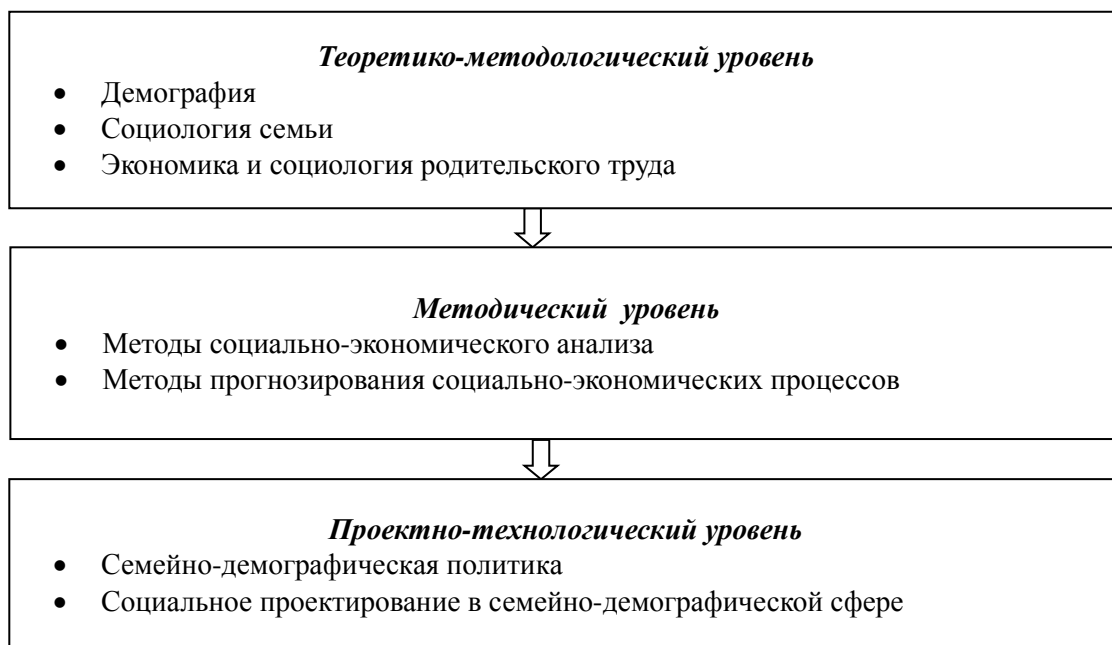 Теоретико-методологический уровень
• Демография
• Социология семьи
• Экономика и социология родительского труда
Методический уровень
• Методы социально-экономического анализа
• Методы прогнозирования социально-экономических процессов
Проектно-технологический уровень
• Семейно-демографическая политика
• Социальное проектирование в семейно-демографической сфере